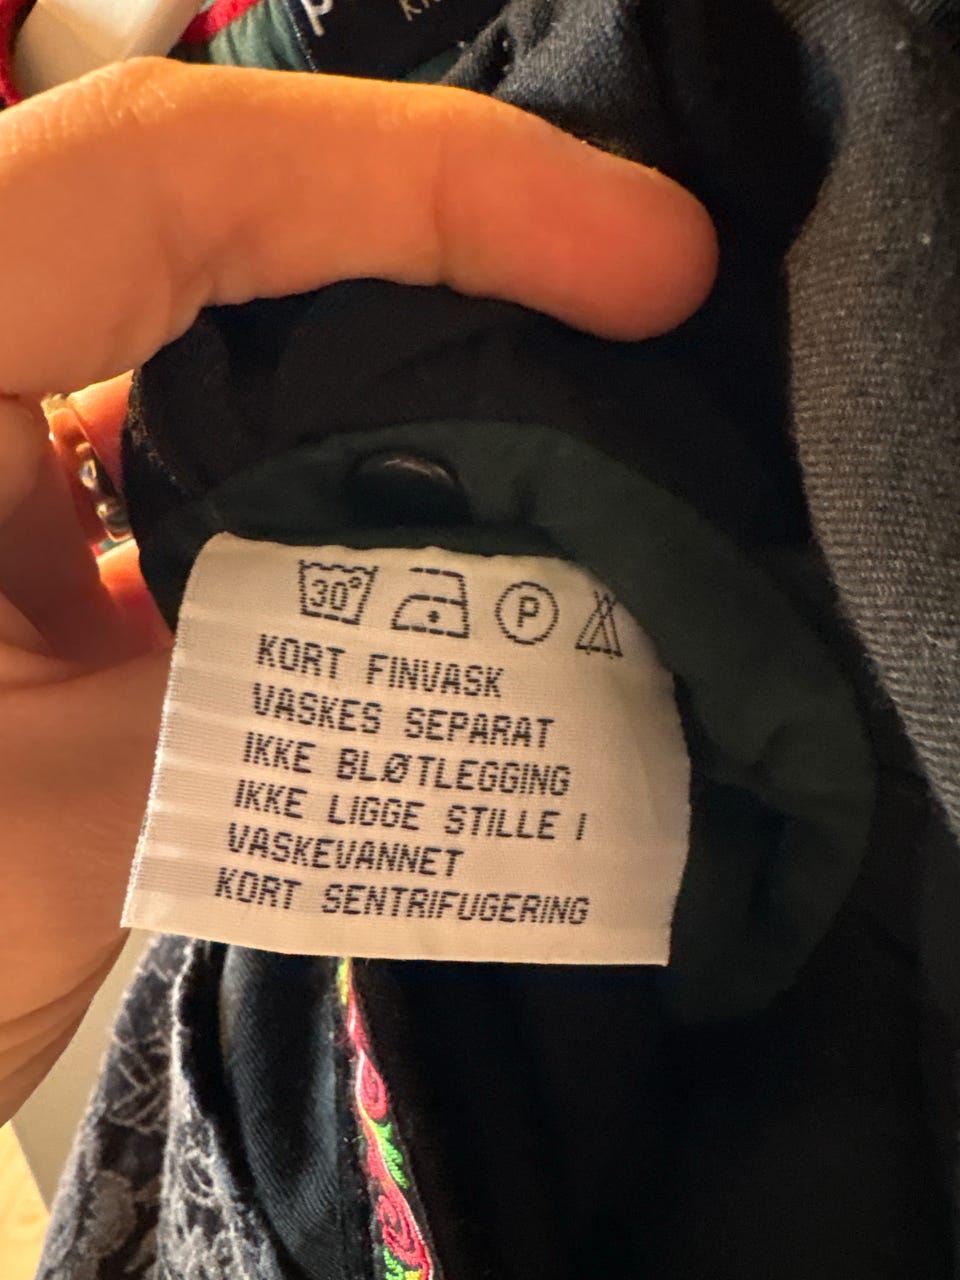 30°
P
KORT FINVASK
VASKES SEPARAT
IKKE BLØTLEGGING
IKKE LIGGE STILLE I
VASKEVANNET
KORT SENTRIFUGERING